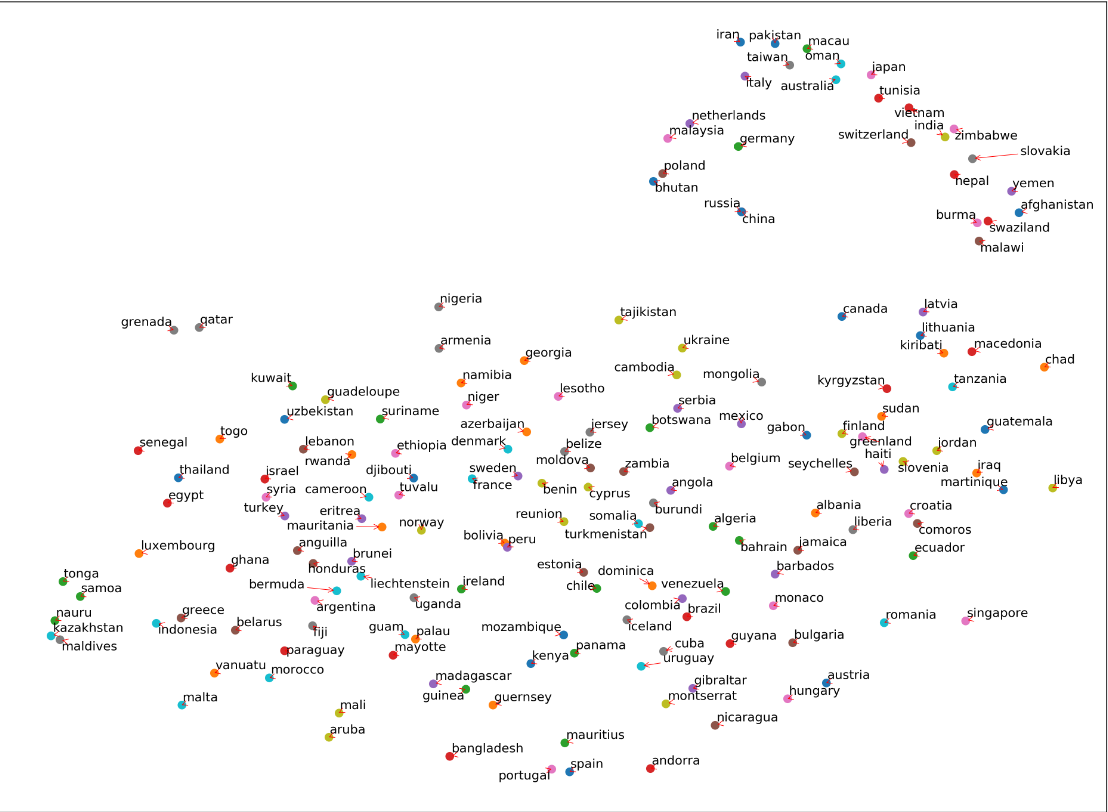 iran
pakistan
macau
taiwan
oman
italy
australia
japan
tunisia
vietnam
netherlands
malaysia
germany
switzerland
india
zimbabwe
slovakia
poland
bhutan
nepal
yemen
russia
china
afghanistan
burma
swaziland
malawi
nigeria
grenada
qatar
tajikistan
canada
latvia
lithuania
armenia
georgia
ukraine
kiribati
macedonia
chad
kuwait
guadeloupe
namibia
niger
lesotho
cambodia
mongolia
kyrgyzstan
tanzania
uzbekistan
suriname
serbia
botswana
mexico
sudan
guatemala
senegal
togo
lebanon
rwanda
ethiopia
azerbaijan
denmark
jersey
belize
gabon
finland
greenland
haiti
jordan
slovenia
thailand
israel
djibouti
sweden
france
moldova
zambia
belgium
seychelles
iraq
martinique
libya
egypt
syria
cameroon
tuvalu
benin
cyprus
angola
burundi
turkey
eritrea
mauritania
norway
reunion
somalia
turkmenistan
algeria
albania
liberia
croatia
comoros
luxembourg
ghana
anguilla
honduras
brunei
bolivia
peru
bahrain
jamaica
ecuador
tonga
samoa
bermuda
liechtenstein
argentina
uganda
ireland
estonia
chile
dominica
venezuela
barbados
nauru
kazakhstan
maldives
indonesia
greece
belarus
fiji
guam
palau
mozambique
colombia
iceland
brazil
monaco
romania
singapore
paraguay
mayotte
kenya
panama
cuba
uruguay
guyana
bulgaria
vanuatu
morocco
madagascar
guinea
guernsey
gibraltar
montserrat
austria
hungary
malta
mali
aruba
nicaragua
bangladesh
mauritius
portugal
spain
andorra